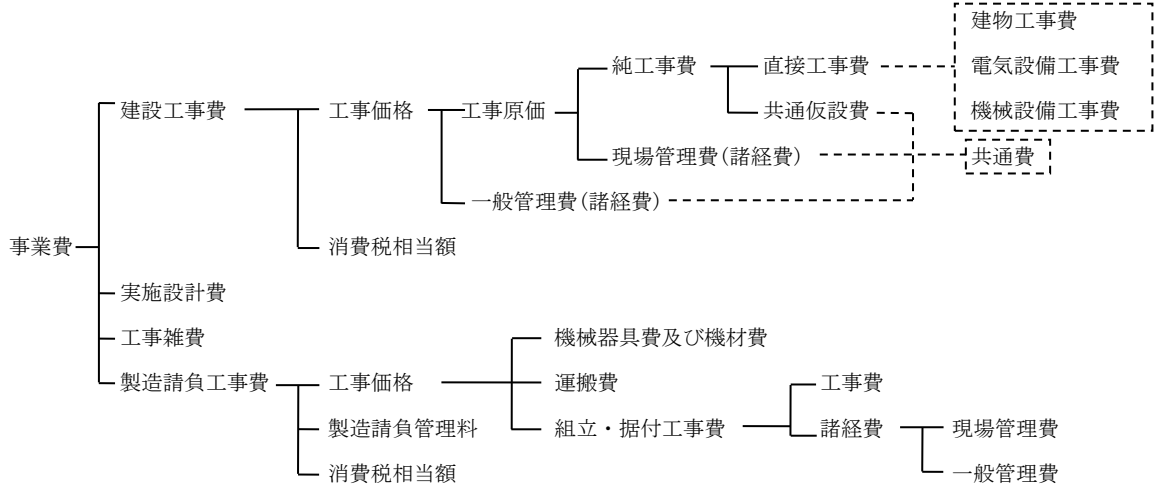 建物工事費
純工事費 直接工事費 電気設備工事費
建設工事費 工事価格 工事原価 共通仮設費 機械設備工事費
現場管理費(諸経費) 共通費
一般管理費(諸経費)
事業費 消費税相当額
実施設計費
工事雑費 機械器具費及び機材費
製造請負工事費 工事価格 運搬費 工事費
製造請負管理料 組立・据付工事費 諸経費 現場管理費
消費税相当額 一般管理費